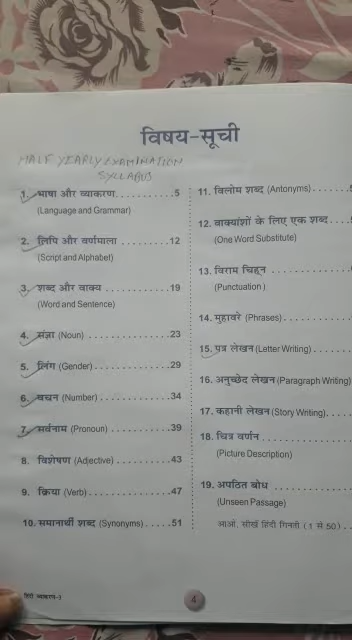 विषय-सूची
HALF YEARLY EXAMINATION
SYLLABUS
1. भाषा और व्याकरण..............5
(Language and Grammar)
2. लिपि और वर्णमाला .........12
(Script and Alphabet)
3. शब्द और वाक्य ............19
(Word and Sentence)
4. संज्ञा (Noun) ...................23
5. लिंग (Gender) .................29
6. वचन (Number) ................34
7. सर्वनाम (Pronoun) ............39
8. विशेषण (Adjective) ..........43
9. क्रिया (Verb) ..................47
10. समानार्थी शब्द (Synonyms) .....51
11. विलोम शब्द (Antonyms) .......
12. वाक्यांशों के लिए एक शब्द .....
(One Word Substitute)
13. विराम चिह्न ................
(Punctuation )
14. मुहावरे (Phrases) ............
15. पत्र लेखन (Letter Writing) .....
16. अनुच्छेद लेखन (Paragraph Writing)
17. कहानी लेखन (Story Writing).....
18. चित्र वर्णन ...................
(Picture Description)
19. अपठित बोध .................
(Unseen Passage)
आओ, सीखें हिंदी गिनती (1 से 50) ...
हिंदी व्याकरण-3
4